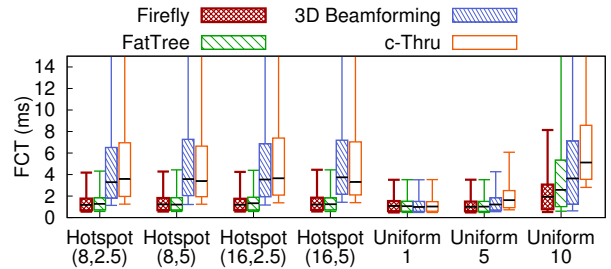 Firefly
3D Beamforming
FatTree
c-Thru
FCT (ms)
14
12
10
8
6
4
2
0
Hotspot Hotspot Hotspot Hotspot Uniform Uniform Uniform
(8,2.5) (8,5) (16,2.5) (16,5) 1 5 10